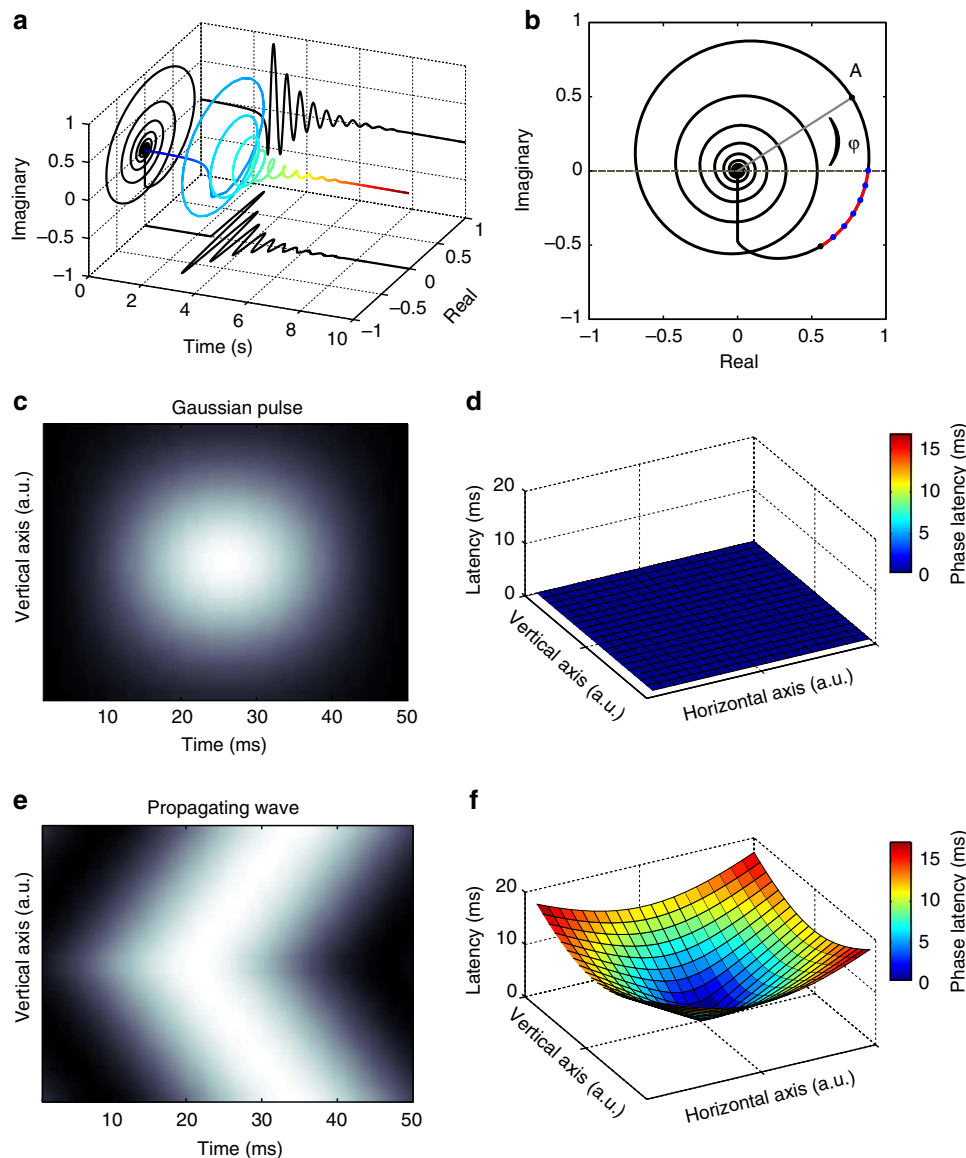 a
1
0.5
0
−0.5
−1
Imaginary
0
2
4
6
8
10
Time (s)
−1
−0.5
0
0.5
1
Real
b
1
0.5
0
−0.5
−1
Imaginary
A
φ
−1
−0.5
0
0.5
1
Real
c
Gaussian pulse
Vertical axis (a.u.)
10
20
30
40
50
Time (ms)
d
20
10
0
Latency (ms)
Vertical axis (a.u.)
Horizontal axis (a.u.)
15
10
5
0
Phase latency (ms)
e
Propagating wave
Vertical axis (a.u.)
10
20
30
40
50
Time (ms)
f
20
10
0
Latency (ms)
Vertical axis (a.u.)
Horizontal axis (a.u.)
15
10
5
0
Phase latency (ms)